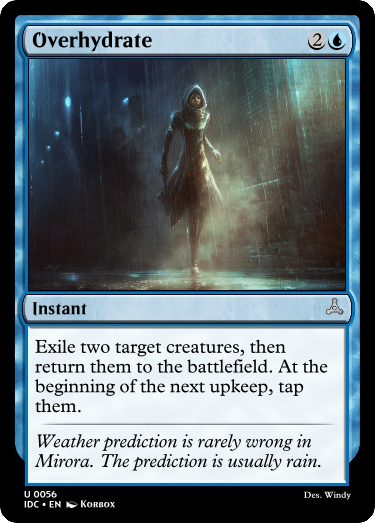 Overhydrate 2
Instant
Exile two target creatures, then
return them to the battlefield. At the
beginning of the next upkeep, tap
them.
Weather prediction is rarely wrong in
Mirora. The prediction is usually rain.
U 0056
IDC • EN Korbox
Des. Windy